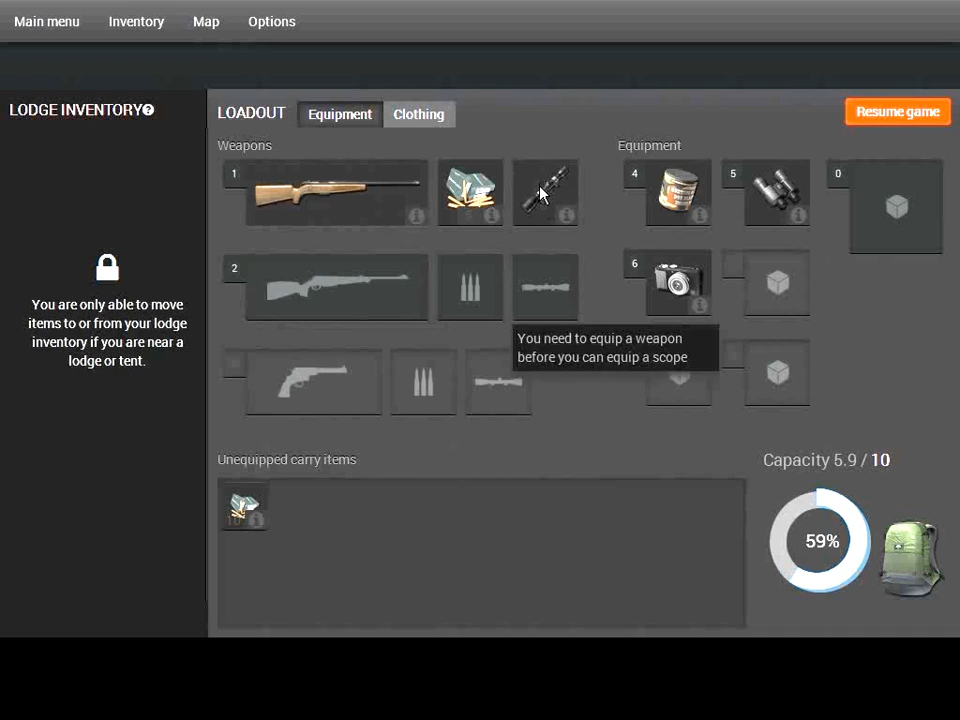 Main menu
Inventory
Map
Options
LODGE INVENTORY
You are only able to move
items to or from your lodge
inventory if you are near a
lodge or tent.
LOADOUT
Equipment
Clothing
Resume game
Weapons
1
2
Equipment
4
5
0
6
You need to equip a weapon
before you can equip a scope
Unequipped carry items
10
Capacity 5.9 / 10
59%